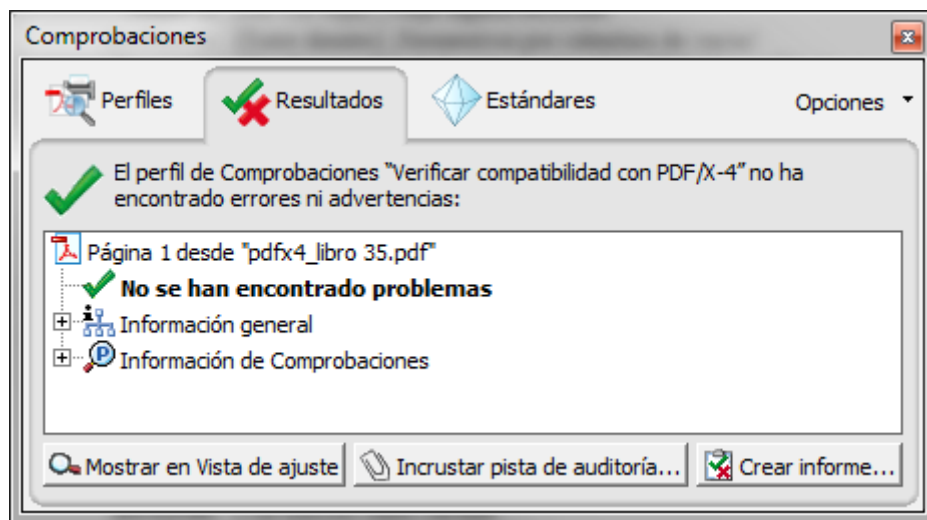 Comprobaciones
Perfiles
Resultados
Estándares
Opciones
El perfil de Comprobaciones “Verificar compatibilidad con PDF/X-4” no ha
encontrado errores ni advertencias:
Página 1 desde "pdfx4_libro 35.pdf"
No se han encontrado problemas
Información general
Información de Comprobaciones
Mostrar en Vista de ajuste
Incrustar pista de auditoría...
Crear informe...